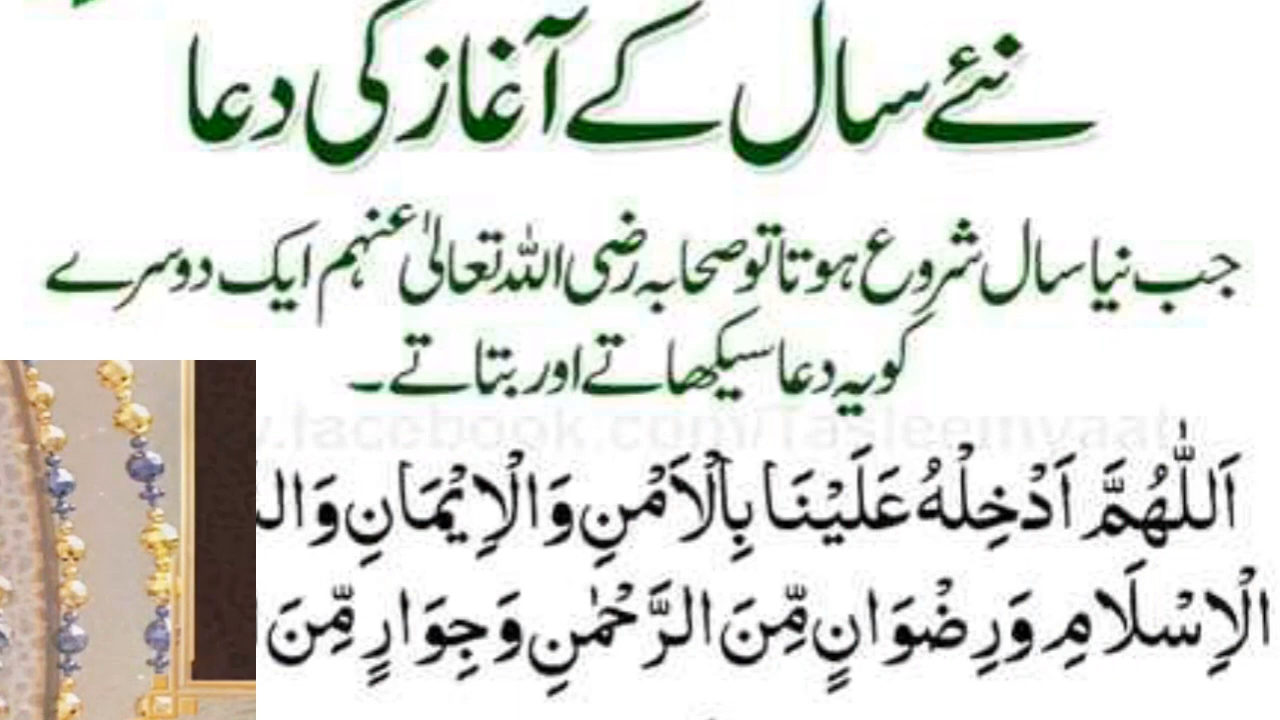 نئے سال کے آغاز کی دعا
جب نیا سال شروع ہوتا تو صحابہ رضی اللہ تعالیٰ عنہم ایک دوسرے
کو یہ دعا سیکھاتے اور بتاتے۔
www.facebook.com/Tasleemyaat
اَللّٰهُمَّ اَدْخِلْهُ عَلَيْنَا بِالْاَمْنِ وَالْاِيْمَانِ
الْاِسْلَامِ وَرِضْوَانٍ مِّنَ الرَّحْمٰنِ وَجِوَارٍ مِّنَ